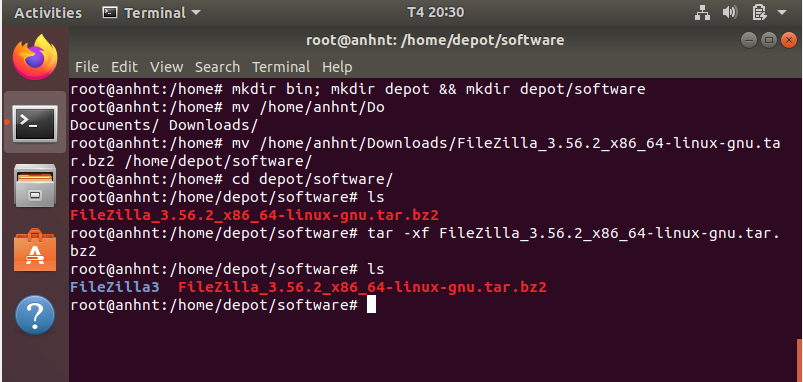 Activities Terminal T4 20:30
root@anhnt: /home/depot/software
File Edit View Search Terminal Help
root@anhnt:/home# mkdir bin; mkdir depot && mkdir depot/software
root@anhnt:/home# mv /home/anhnt/Do
Documents/ Downloads/
root@anhnt:/home# mv /home/anhnt/Downloads/FileZilla_3.56.2_x86_64-linux-gnu.ta
r.bz2 /home/depot/software/
root@anhnt:/home# cd depot/software/
root@anhnt:/home/depot/software# ls
FileZilla_3.56.2_x86_64-linux-gnu.tar.bz2
root@anhnt:/home/depot/software# tar -xf FileZilla_3.56.2_x86_64-linux-gnu.tar.
bz2
root@anhnt:/home/depot/software# ls
FileZilla3  FileZilla_3.56.2_x86_64-linux-gnu.tar.bz2
root@anhnt:/home/depot/software#